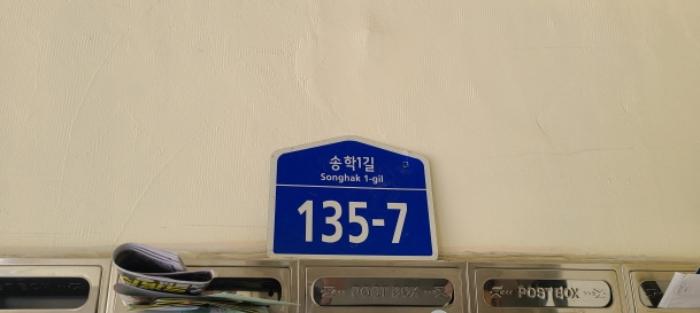 송학1길
Songhak 1-gil
135-7
POST BOX
POST BOX